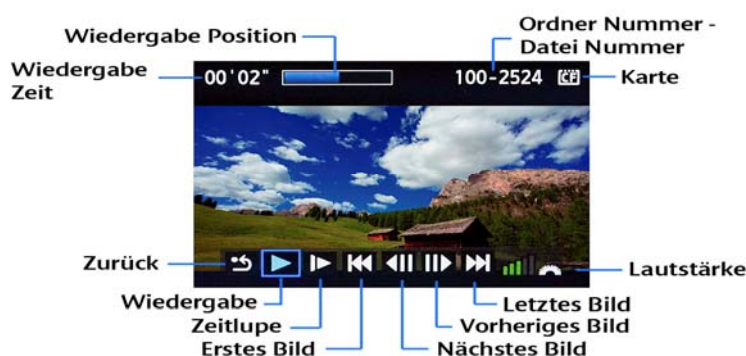 Wiedergabe Position
Ordner Nummer -
Datei Nummer
Wiedergabe
Zeit
00'02"
100-2524
CF
Karte
Zurück
Lautstärke
Wiedergabe
Letztes Bild
Zeitlupe
Vorheriges Bild
Erstes Bild
Nächstes Bild